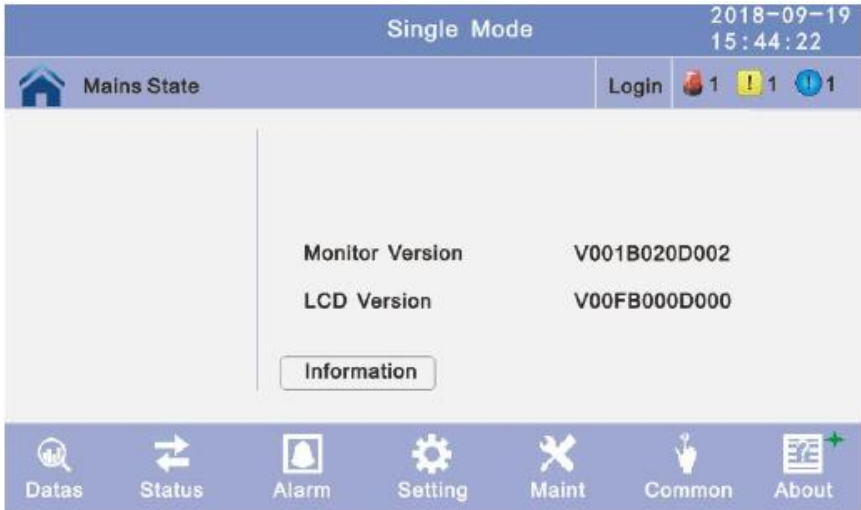 Single Mode
2018-09-19
15:44:22
Mains State
Login
1
! 1
! 1
Monitor Version V001B020D002
LCD Version V00FB000D000
Information
Datas Status Alarm Setting Maint Common About